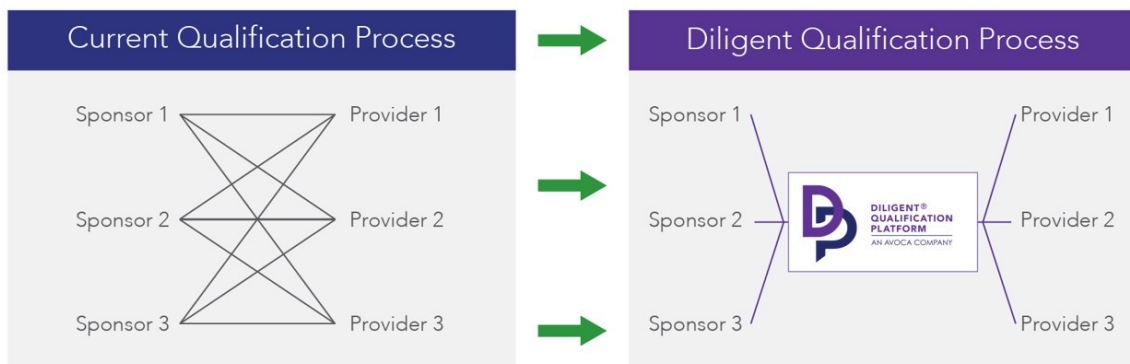 Current Qualification Process
Diligent Qualification Process
Sponsor 1
Provider 1
Sponsor 2
Provider 2
Sponsor 3
Provider 3
Sponsor 1
Provider 1
Sponsor 2
DP
DILIGENT®
QUALIFICATION
PLATFORM
AN AVOCA COMPANY
Provider 2
Sponsor 3
Provider 3